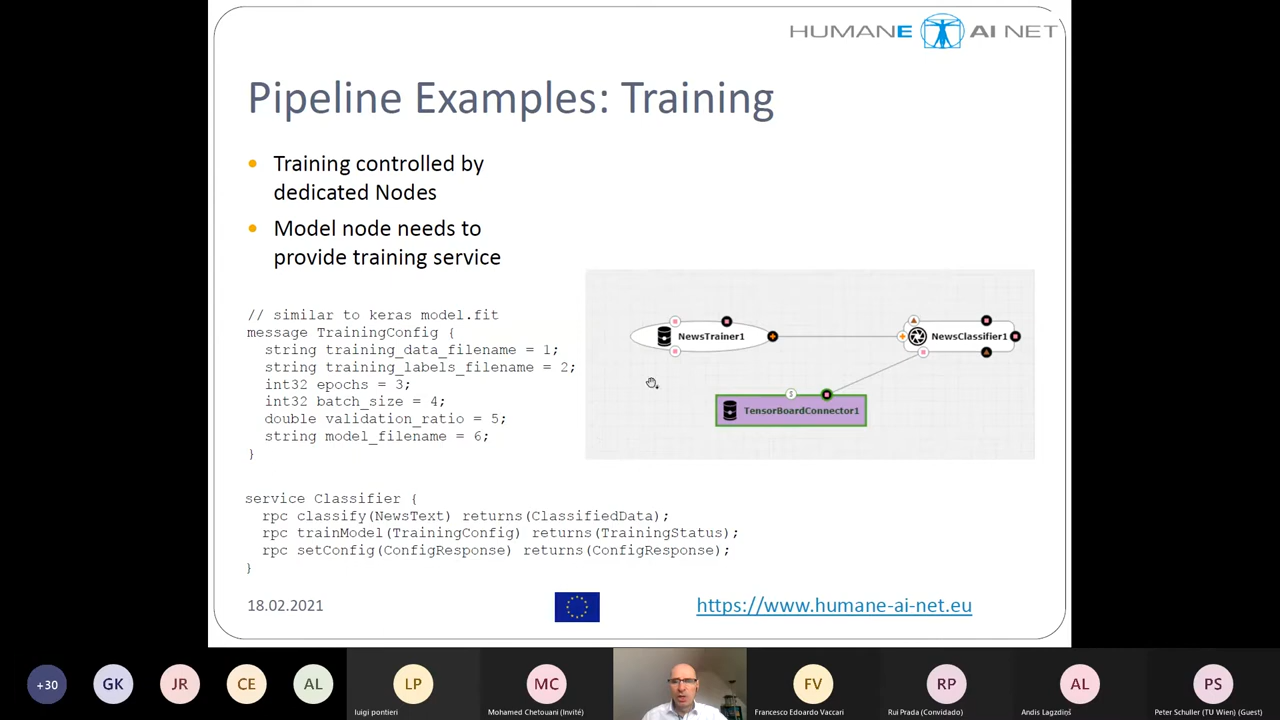 HUMANE AI NET
Pipeline Examples: Training
• Training controlled by
dedicated Nodes
• Model node needs to
provide training service
// similar to keras model.fit
message TrainingConfig {
string training_data_filename = 1;
string training_labels_filename = 2;
int32 epochs = 3;
int32 batch_size = 4;
double validation_ratio = 5;
string model_filename = 6;
}
NewsTrainer1
NewsClassifier1
TensorBoardConnector1
service Classifier {
rpc classify(NewsText) returns(ClassifiedData);
rpc trainModel(TrainingConfig) returns(TrainingStatus);
rpc setConfig(ConfigResponse) returns(ConfigResponse);
}
18.02.2021
https://www.humane-ai-net.eu
+30
GK
JR
CE
AL
LP
luigi pontieri
MC
Mohamed Chetouani (Invité)
FV
Francesco Edoardo Vaccari
RP
Rui Prada (Convidado)
AL
Andis Lagzdiņš
PS
Peter Schuller (TU Wien) (Guest)